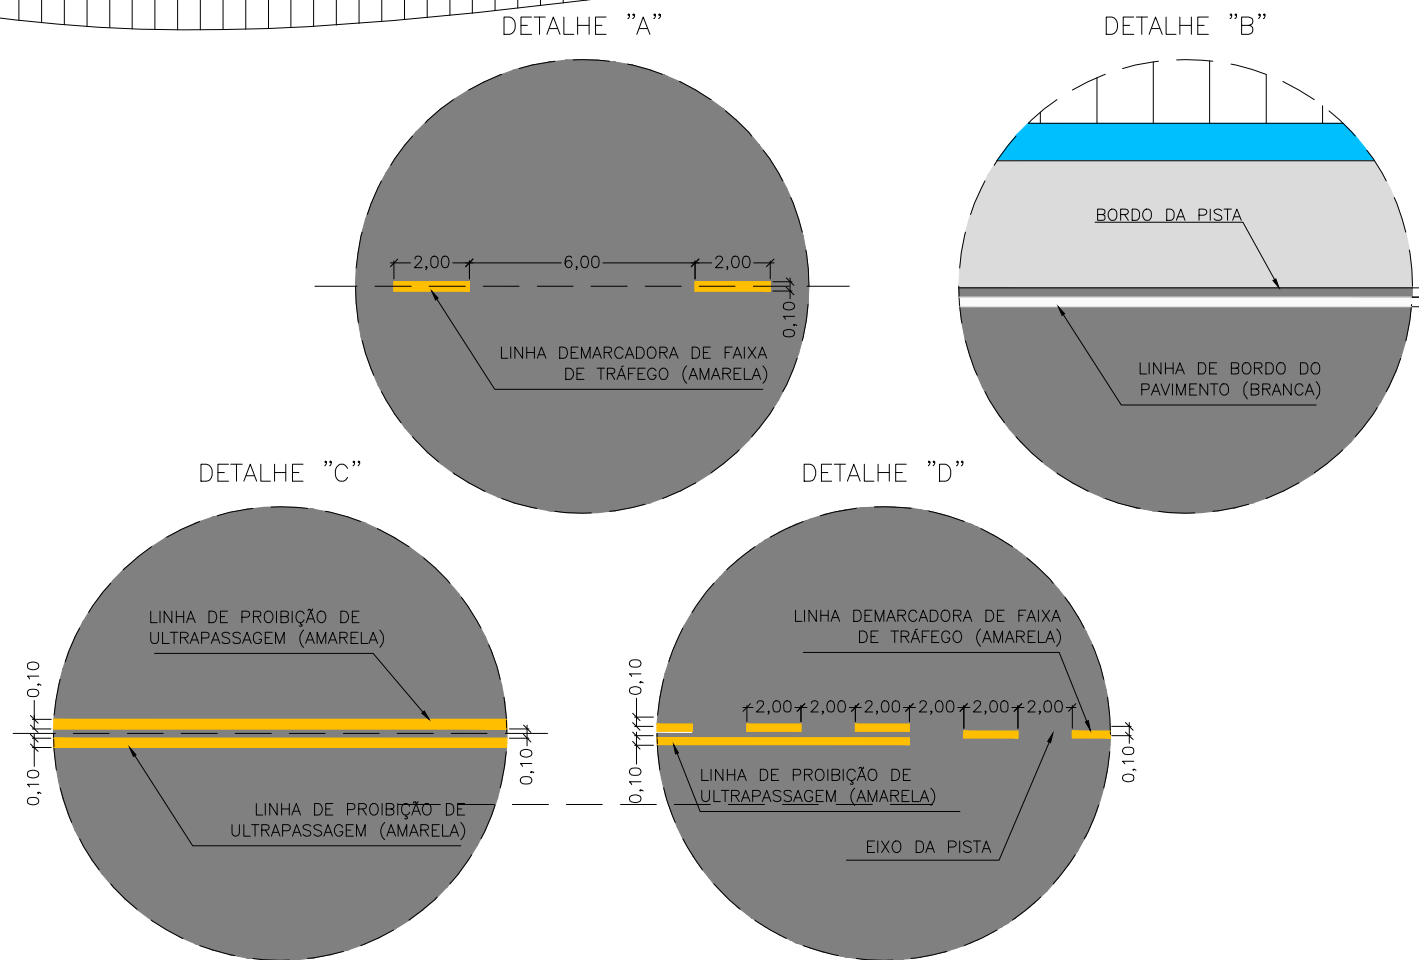 DETALHE "A"
DETALHE "B"
2,00
6,00
2,00
0,10
LINHA DEMARCADORA DE FAIXA
DE TRÁFEGO (AMARELA)
BORDO DA PISTA
LINHA DE BORDO DO
PAVIMENTO (BRANCA)
DETALHE "C"
DETALHE "D"
LINHA DE PROIBIÇÃO DE
ULTRAPASSAGEM (AMARELA)
0,10
0,10
0,10
LINHA DE PROIBIÇÃO DE
ULTRAPASSAGEM (AMARELA)
LINHA DEMARCADORA DE FAIXA
DE TRÁFEGO (AMARELA)
0,10
2,00
2,00
2,00
2,00
2,00
2,00
0,10
0,10
LINHA DE PROIBIÇÃO DE
ULTRAPASSAGEM (AMARELA)
EIXO DA PISTA